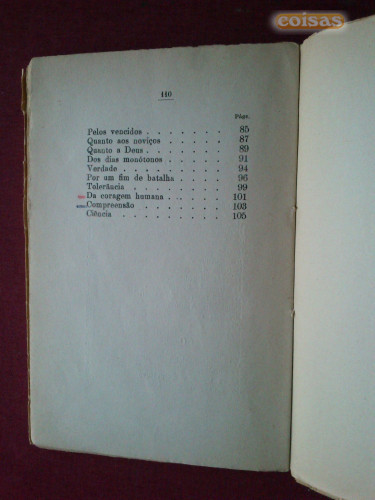 coisas
110
Págs.
Pelos vencidos . . . . . . . 85
Quanto aos noviços . . . . . . 87
Quanto a Deus . . . . . . . 89
Dos dias monótonos . . . . . . 91
Verdade . . . . . . . . 94
Por um fim de batalha . . . . . 96
Tolerância . . . . . . . . 99
Da coragem humana . . . . . 101
Compreensão . . . . . . . 103
Ciência . . . . . . . . 105